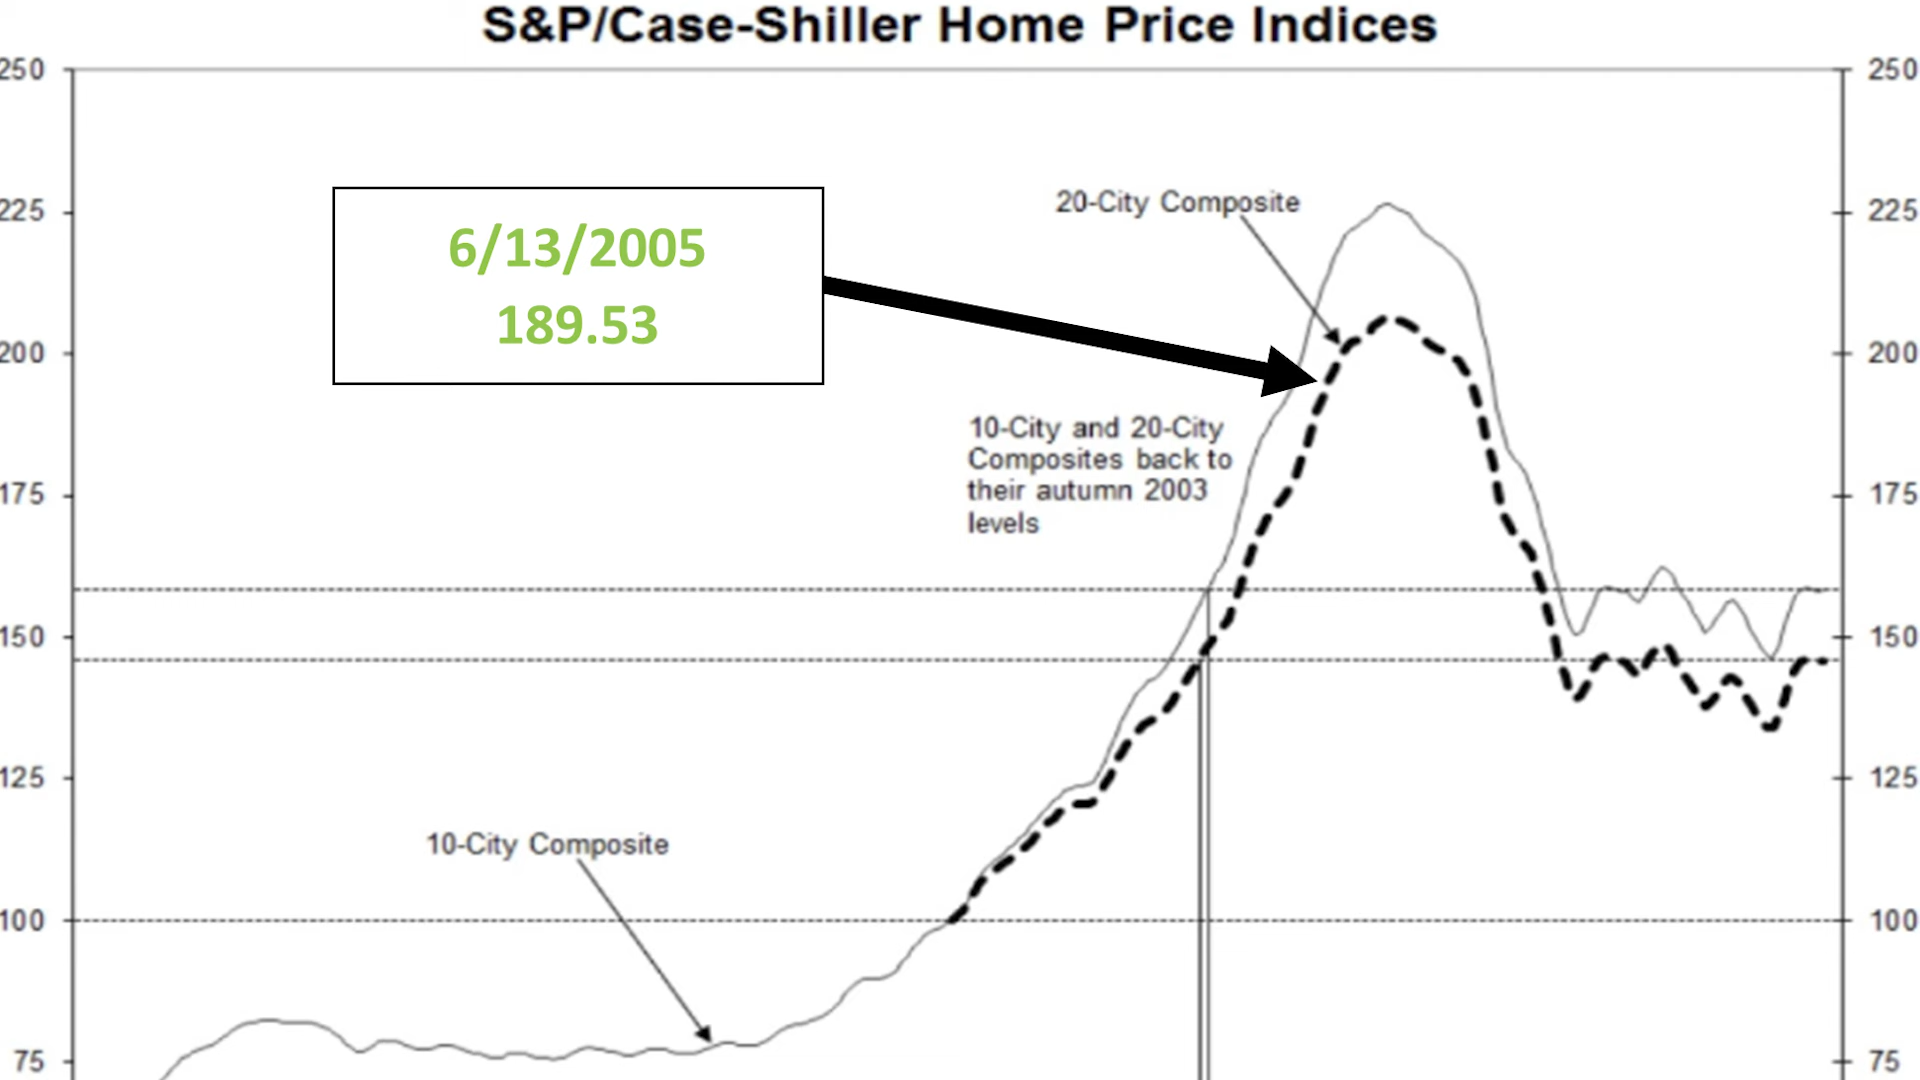 S&P/Case-Shiller Home Price Indices
250
225
200
175
150
125
100
75
6/13/2005
189.53
20-City Composite
10-City and 20-City
Composites back to
their autumn 2003
levels
10-City Composite
250
225
200
175
150
125
100
75